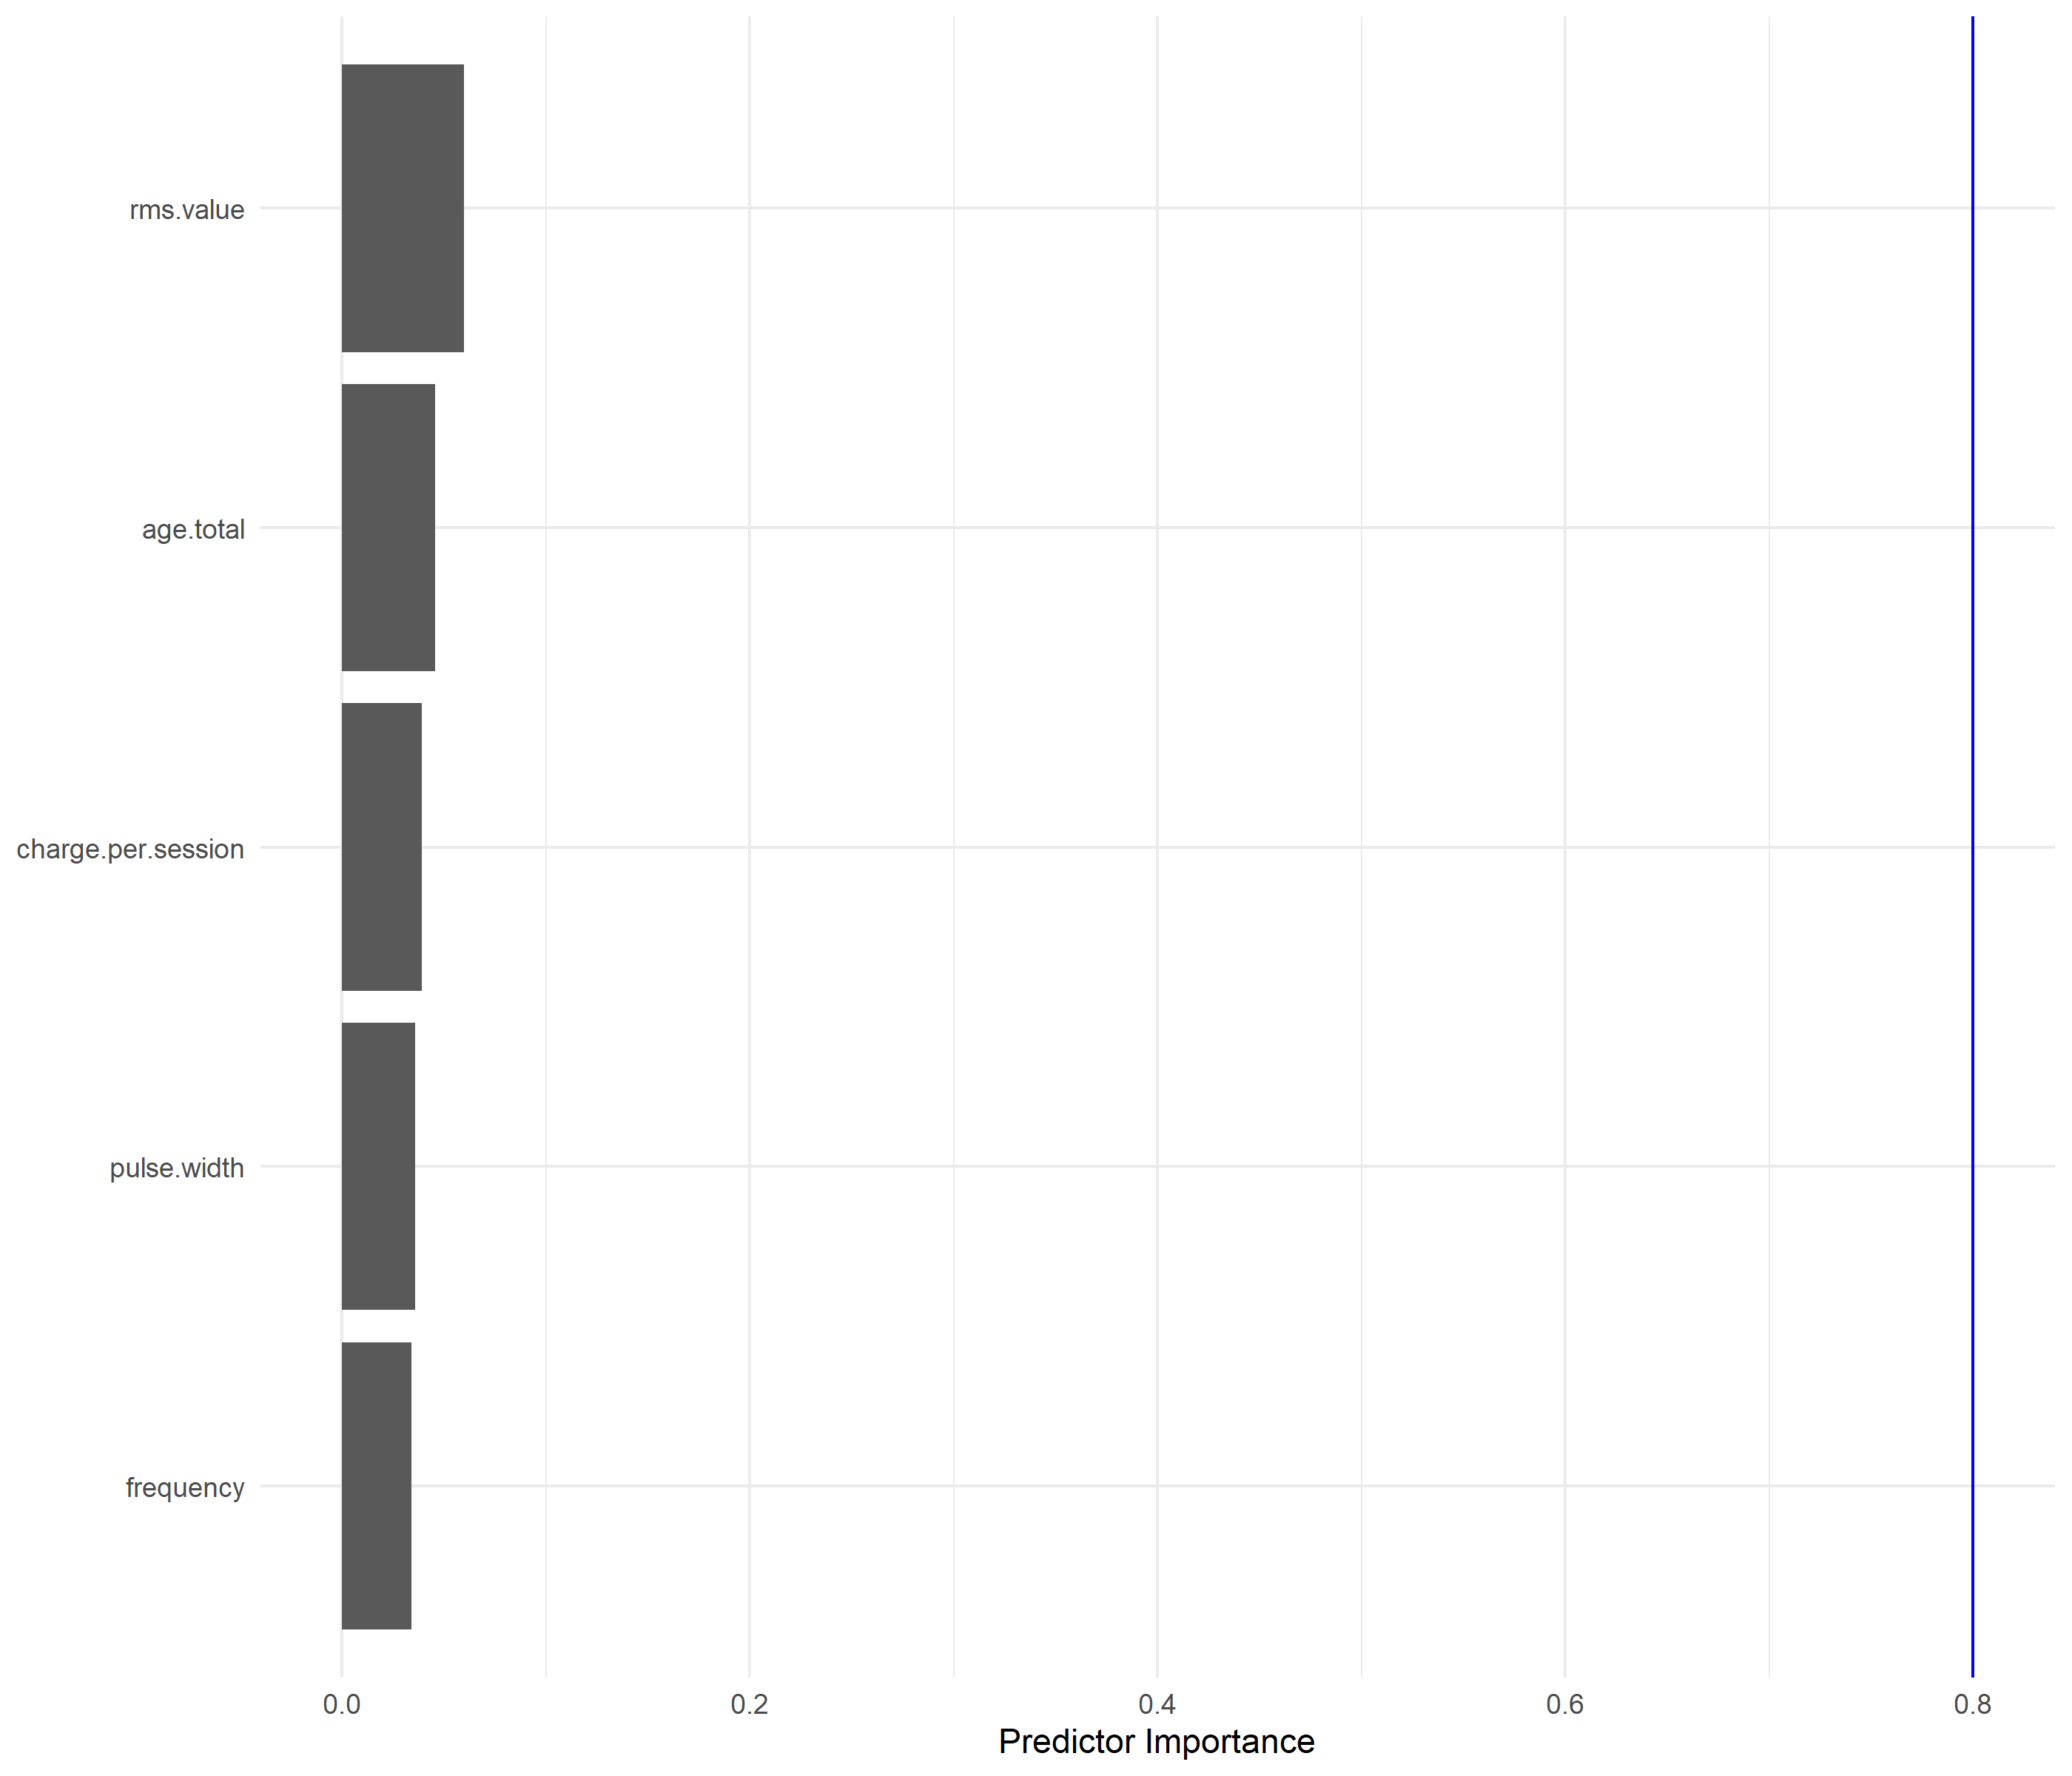 rms.value
age.total
charge.per.session
pulse.width
frequency
0.0 0.2 0.4 0.6 0.8
Predictor Importance